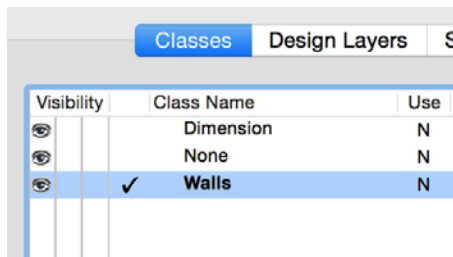 Classes Design Layers S
Visibility Class Name Use
Dimension N
None N
✓ Walls N